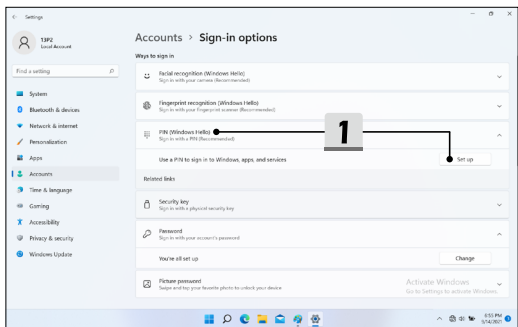 Settings
13P2
Local Account
Find a setting
System
Bluetooth & devices
Network & internet
Personalization
Apps
Accounts
Time & language
Gaming
Accessibility
Privacy & security
Windows Update
Accounts > Sign-in options
Ways to sign in
Facial recognition (Windows Hello)
Sign in with your camera (Recommended)
Fingerprint recognition (Windows Hello)
Sign in with your fingerprint scanner (Recommended)
PIN (Windows Hello)
Sign in with a PIN (Recommended)
1
Use a PIN to sign in to Windows, apps, and services
Set up
Related links
Security key
Sign in with a physical security key
Password
Sign in with your account's password
You're all set up
Change
Picture password
Swipe and tap your favorite photo to unlock your device
Activate Windows
Go to Settings to activate Windows.
6:55 PM
9/14/2021